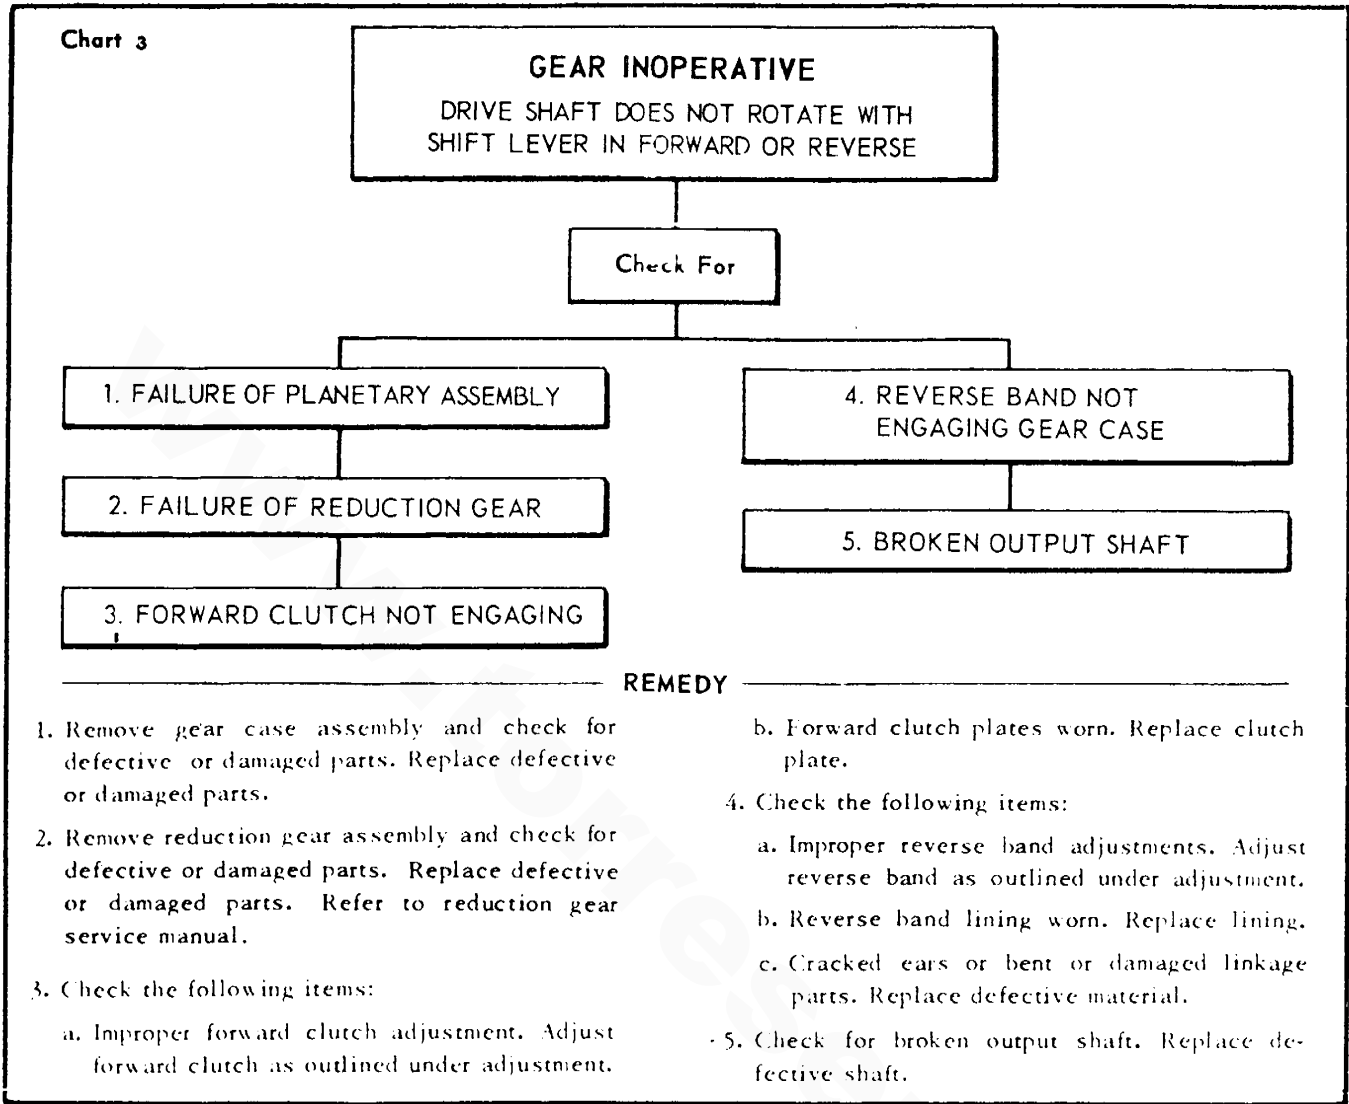 Chart 3
GEAR INOPERATIVE
DRIVE SHAFT DOES NOT ROTATE WITH
SHIFT LEVER IN FORWARD OR REVERSE
Check For
1. FAILURE OF PLANETARY ASSEMBLY
2. FAILURE OF REDUCTION GEAR
3. FORWARD CLUTCH NOT ENGAGING
4. REVERSE BAND NOT
ENGAGING GEAR CASE
5. BROKEN OUTPUT SHAFT
REMEDY
1. Remove gear case assembly and check for
defective or damaged parts. Replace defective
or damaged parts.
2. Remove reduction gear assembly and check for
defective or damaged parts. Replace defective
or damaged parts. Refer to reduction gear
service manual.
3. Check the following items:
a. Improper forward clutch adjustment. Adjust
forward clutch as outlined under adjustment.
b. Forward clutch plates worn. Replace clutch
plate.
4. Check the following items:
a. Improper reverse band adjustments. Adjust
reverse band as outlined under adjustment.
b. Reverse band lining worn. Replace lining.
c. Cracked ears or bent or damaged linkage
parts. Replace defective material.
5. Check for broken output shaft. Replace de-
fective shaft.